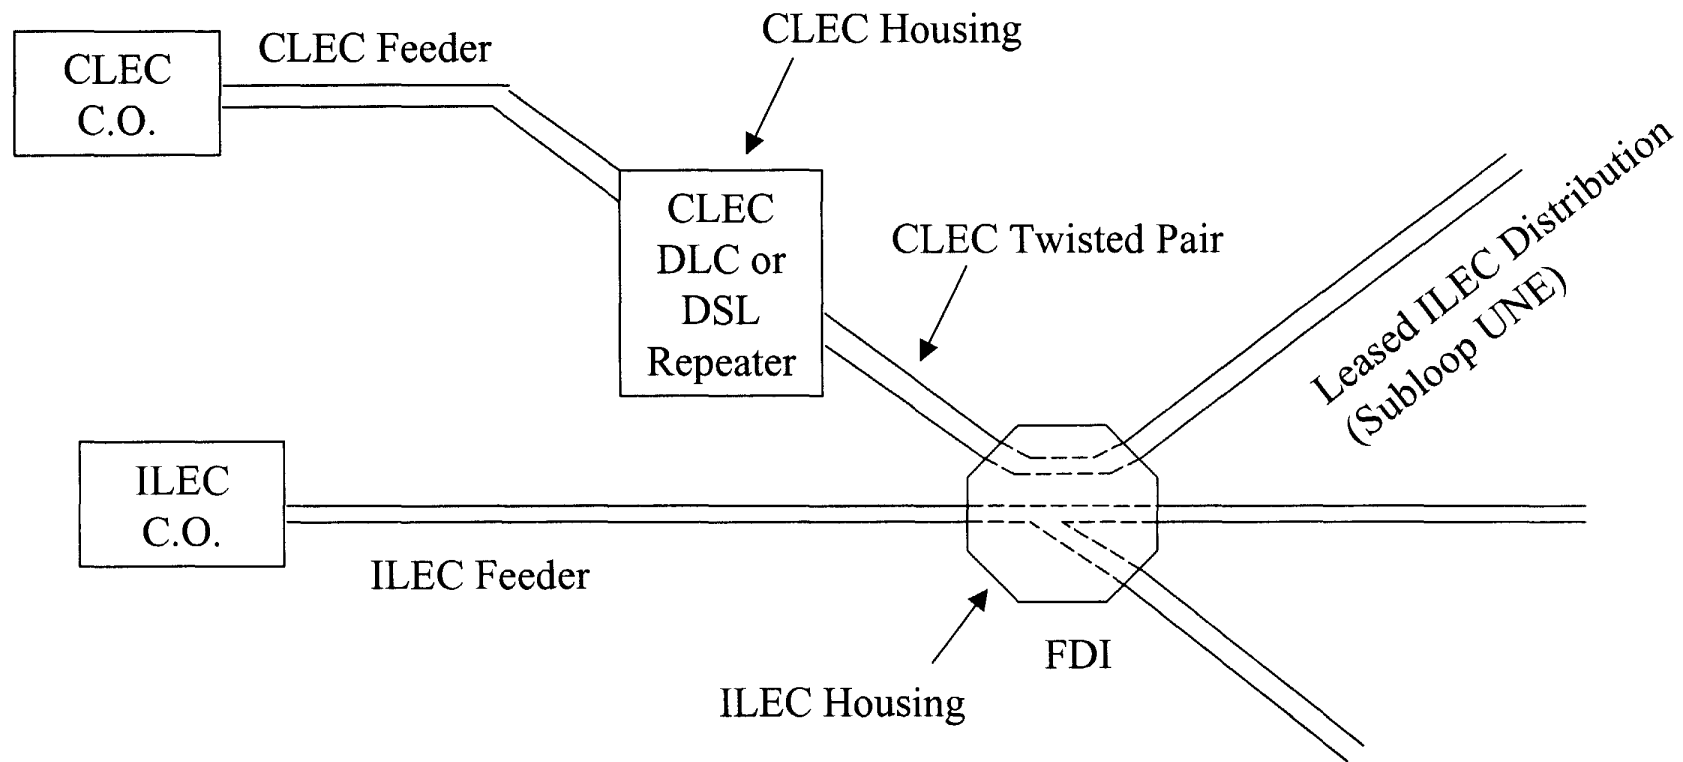 CLEC Feeder
CLEC Housing
CLEC
C.O.
CLEC
DLC or
DSL
Repeater
CLEC Twisted Pair
Leased ILEC Distribution
(Subloop UNE)
ILEC
C.O.
ILEC Feeder
FDI
ILEC Housing